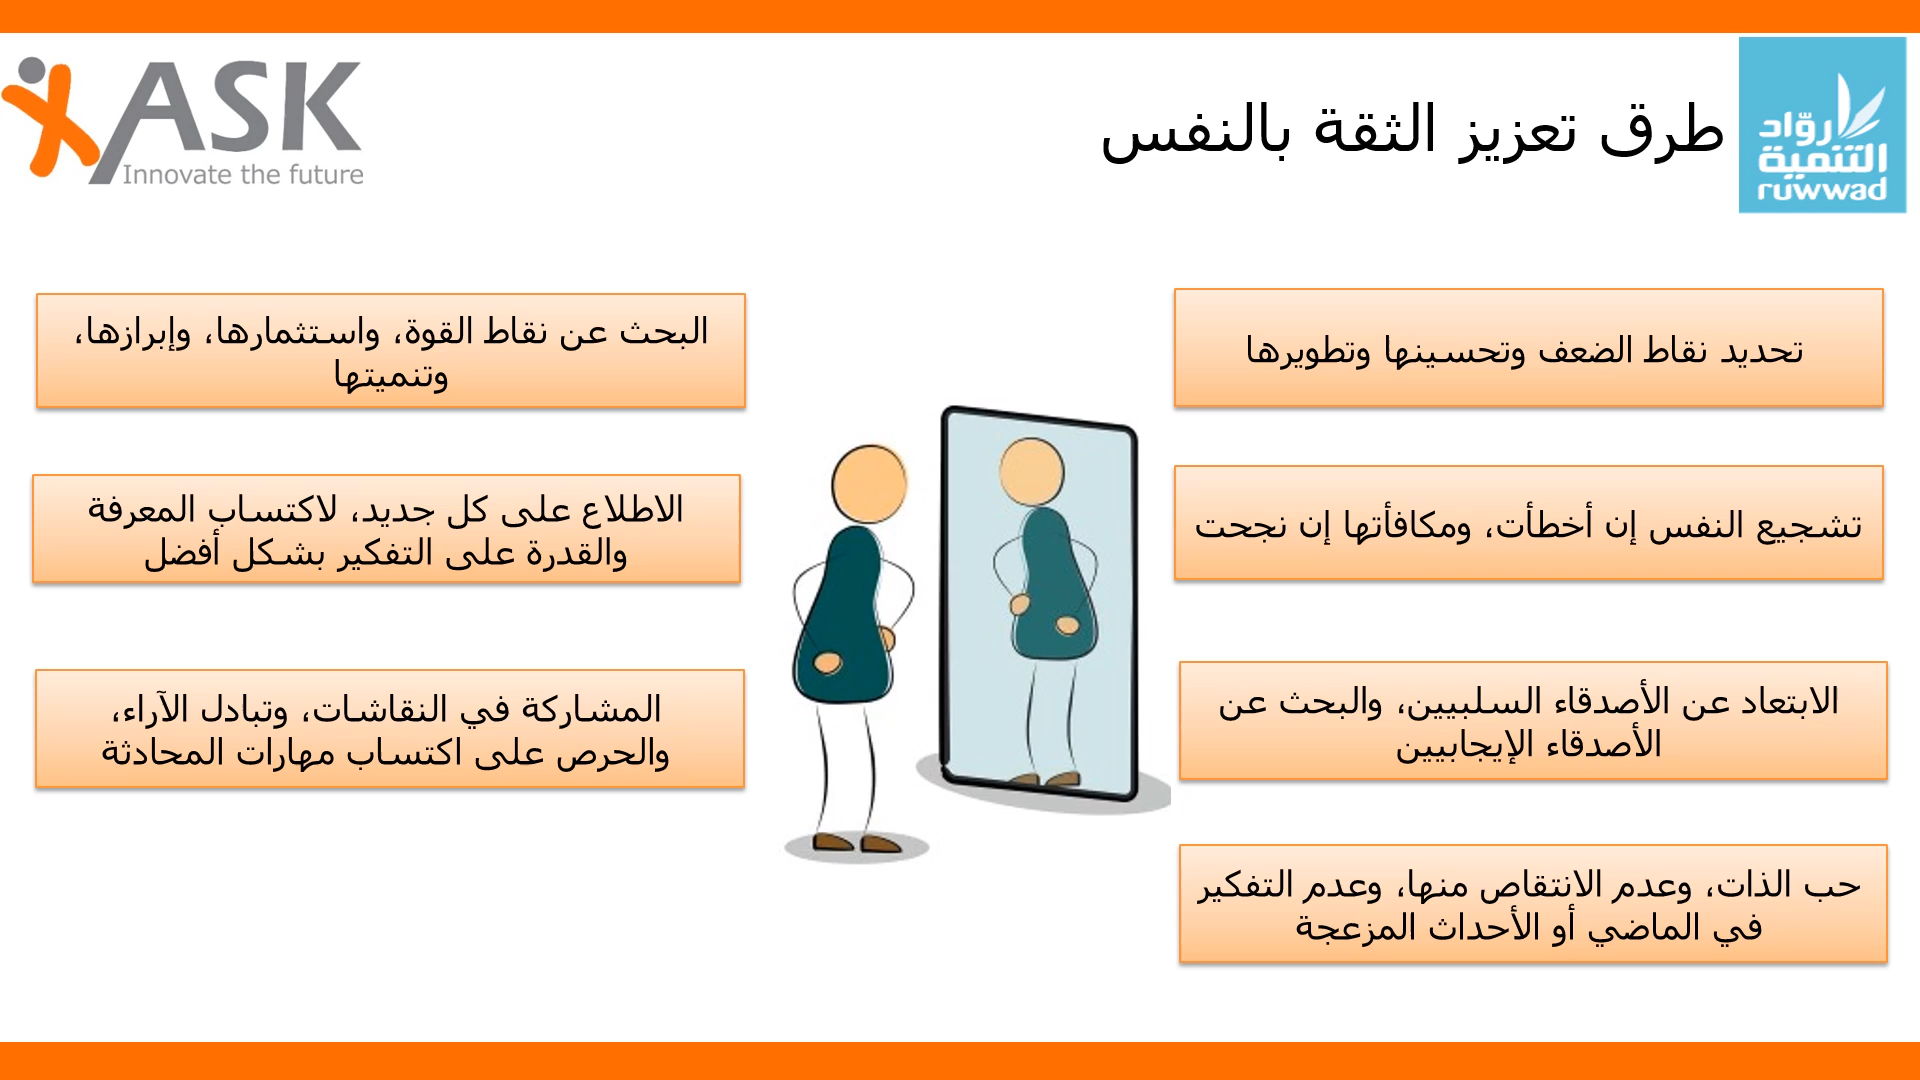 ASK
Innovate the future
روّاد
التنمية
ruwwad
طرق تعزيز الثقة بالنفس
تحديد نقاط الضعف وتحسينها وتطويرها
تشجيع النفس إن أخطأت، ومكافأتها إن نجحت
الابتعاد عن الأصدقاء السلبيين، والبحث عن
الأصدقاء الإيجابيين
حب الذات، وعدم الانتقاص منها، وعدم التفكير
في الماضي أو الأحداث المزعجة
البحث عن نقاط القوة، واستثمارها، وإبرازها،
وتنميتها
الاطلاع على كل جديد، لاكتساب المعرفة
والقدرة على التفكير بشكل أفضل
المشاركة في النقاشات، وتبادل الآراء،
والحرص على اكتساب مهارات المحادثة